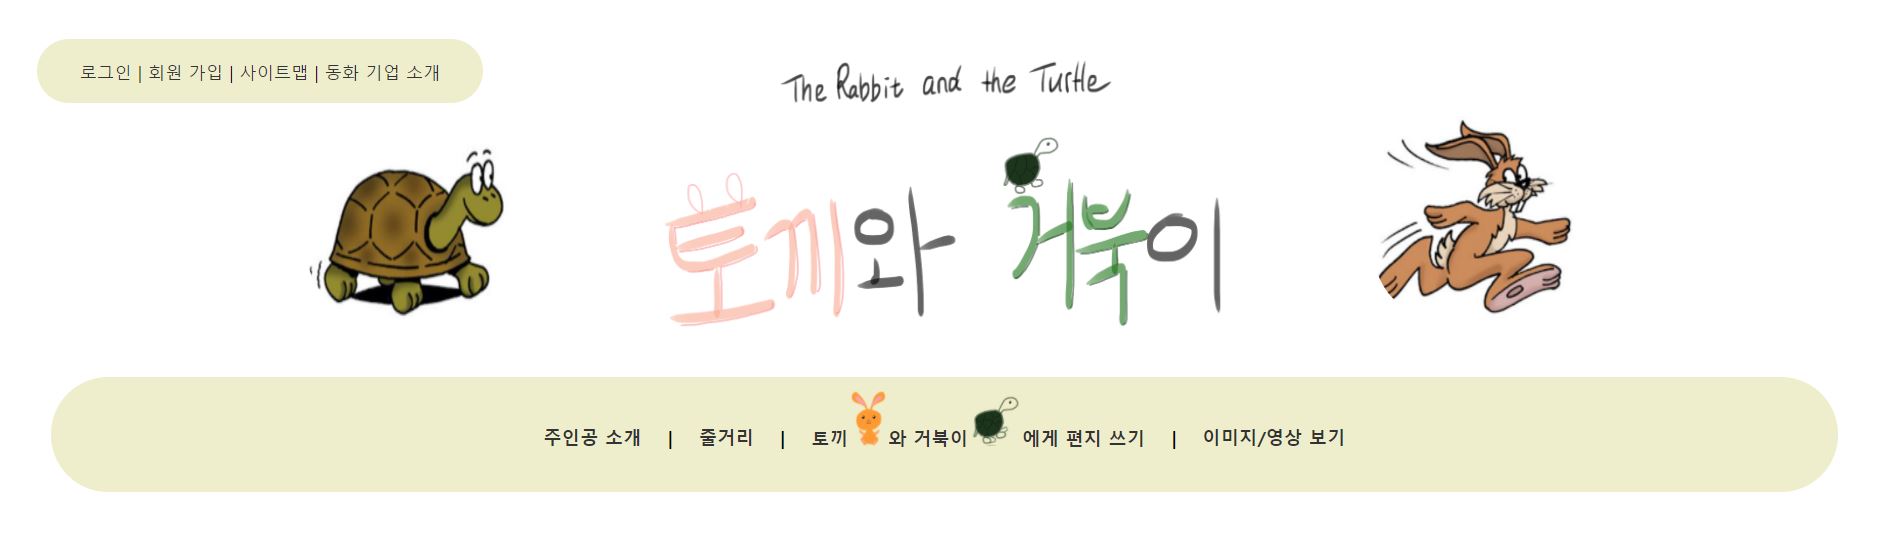 로그인 | 회원 가입 | 사이트맵 | 동화 기업 소개
The Rabbit and the Turtle
토끼와 거북이
주인공 소개 | 줄거리 | 토끼 와 거북이 에게 편지 쓰기 | 이미지/영상 보기